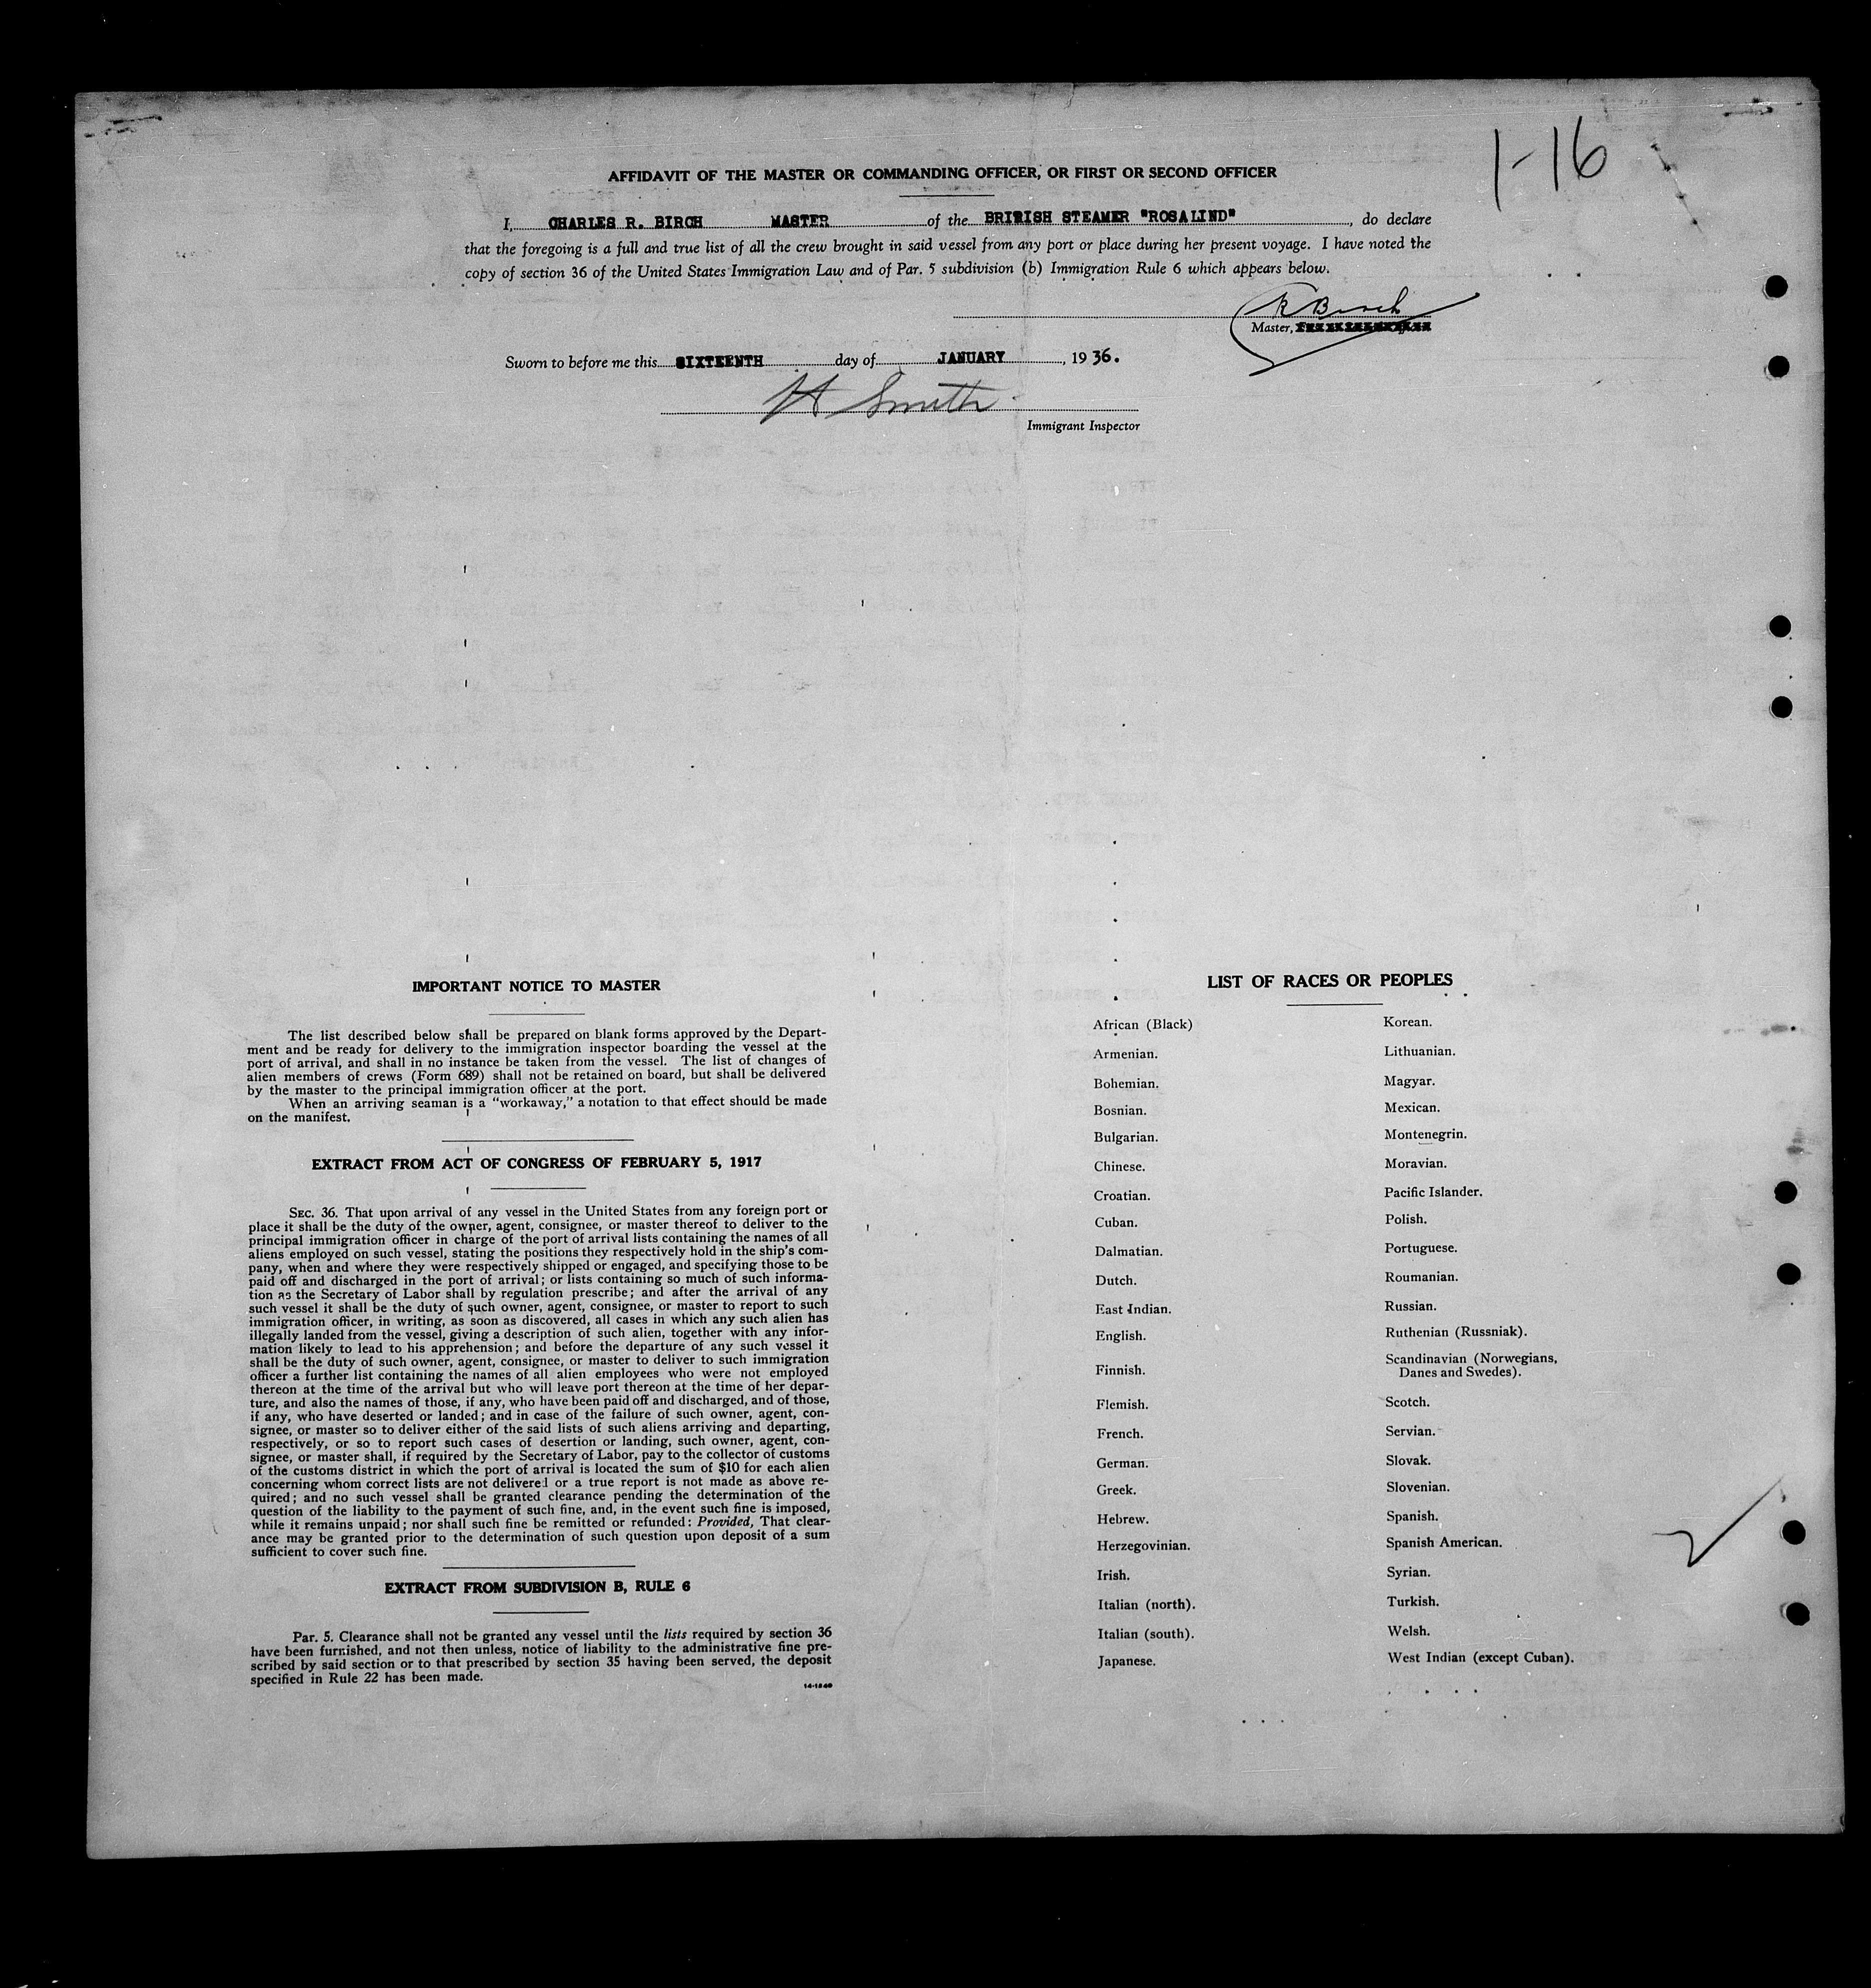 1-16
AFFIDAVIT OF THE MASTER OR COMMANDING OFFICER, OR FIRST OR SECOND OFFICER
I, CHARLES R. BIRCH MASTER of the BRIRISH STEAMER "ROSALIND", do declare
that the foregoing is a full and true list of all the crew brought in said vessel from any port or place during her present voyage. I have noted the
copy of section 36 of the United States Immigration Law and of Par. 5 subdivision (b) Immigration Rule 6 which appears below.
R Birch
Master,
Sworn to before me this SIXTEENTH day of JANUARY, 19 36.
H Smith
Immigrant Inspector
IMPORTANT NOTICE TO MASTER
The list described below shall be prepared on blank forms approved by the Depart-
ment and be ready for delivery to the immigration inspector boarding the vessel at the
port of arrival, and shall in no instance be taken from the vessel. The list of changes of
alien members of crews (Form 689) shall not be retained on board, but shall be delivered
by the master to the principal immigration officer at the port.
When an arriving seaman is a "workaway," a notation to that effect should be made
on the manifest.
EXTRACT FROM ACT OF CONGRESS OF FEBRUARY 5, 1917
SEC. 36. That upon arrival of any vessel in the United States from any foreign port or
place it shall be the duty of the owner, agent, consignee, or master thereof to deliver to the
principal immigration officer in charge of the port of arrival lists containing the names of all
aliens employed on such vessel, stating the positions they respectively hold in the ship's com-
pany, when and where they were respectively shipped or engaged, and specifying those to be
paid off and discharged in the port of arrival; or lists containing so much of such informa-
tion as the Secretary of Labor shall by regulation prescribe; and after the arrival of any
such vessel it shall be the duty of such owner, agent, consignee, or master to report to such
immigration officer, in writing, as soon as discovered, all cases in which any such alien has
illegally landed from the vessel, giving a description of such alien, together with any infor-
mation likely to lead to his apprehension; and before the departure of any such vessel it
shall be the duty of such owner, agent, consignee, or master to deliver to such immigration
officer a further list containing the names of all alien employees who were not employed
thereon at the time of the arrival but who will leave port thereon at the time of her depar-
ture, and also the names of those, if any, who have been paid off and discharged, and of those,
if any, who have deserted or landed; and in case of the failure of such owner, agent, con-
signee, or master so to deliver either of the said lists of such aliens arriving and departing,
respectively, or so to report such cases of desertion or landing, such owner, agent, con-
signee, or master shall, if required by the Secretary of Labor, pay to the collector of customs
of the customs district in which the port of arrival is located the sum of $10 for each alien
concerning whom correct lists are not delivered or a true report is not made as above re-
quired; and no such vessel shall be granted clearance pending the determination of the
question of the liability to the payment of such fine, and, in the event such fine is imposed,
while it remains unpaid; nor shall such fine be remitted or refunded: Provided, That clear-
ance may be granted prior to the determination of such question upon deposit of a sum
sufficient to cover such fine.
EXTRACT FROM SUBDIVISION B, RULE 6
Par. 5. Clearance shall not be granted any vessel until the lists required by section 36
have been furnished, and not then unless, notice of liability to the administrative fine pre-
scribed by said section or to that prescribed by section 35 having been served, the deposit
specified in Rule 22 has been made.
LIST OF RACES OR PEOPLES
African (Black)
Armenian.
Bohemian.
Bosnian.
Bulgarian.
Chinese.
Croatian.
Cuban.
Dalmatian.
Dutch.
East Indian.
English.
Finnish.
Flemish.
French.
German.
Greek.
Hebrew.
Herzegovinian.
Irish.
Italian (north).
Italian (south).
Japanese.
Korean.
Lithuanian.
Magyar.
Mexican.
Montenegrin.
Moravian.
Pacific Islander.
Polish.
Portuguese.
Roumanian.
Russian.
Ruthenian (Russniak).
Scandinavian (Norwegians,
Danes and Swedes).
Scotch.
Servian.
Slovak.
Slovenian.
Spanish.
Spanish American.
Syrian.
Turkish.
Welsh.
West Indian (except Cuban).